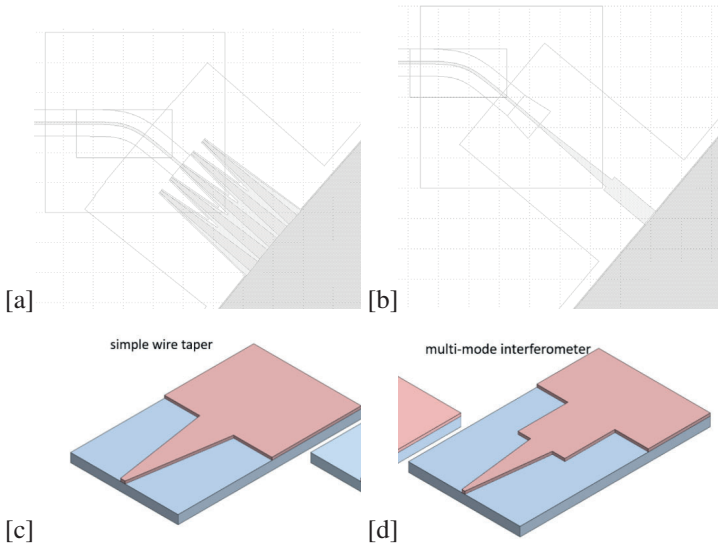 [a]
[b]
simple wire taper
multi-mode interferometer
[c]
[d]